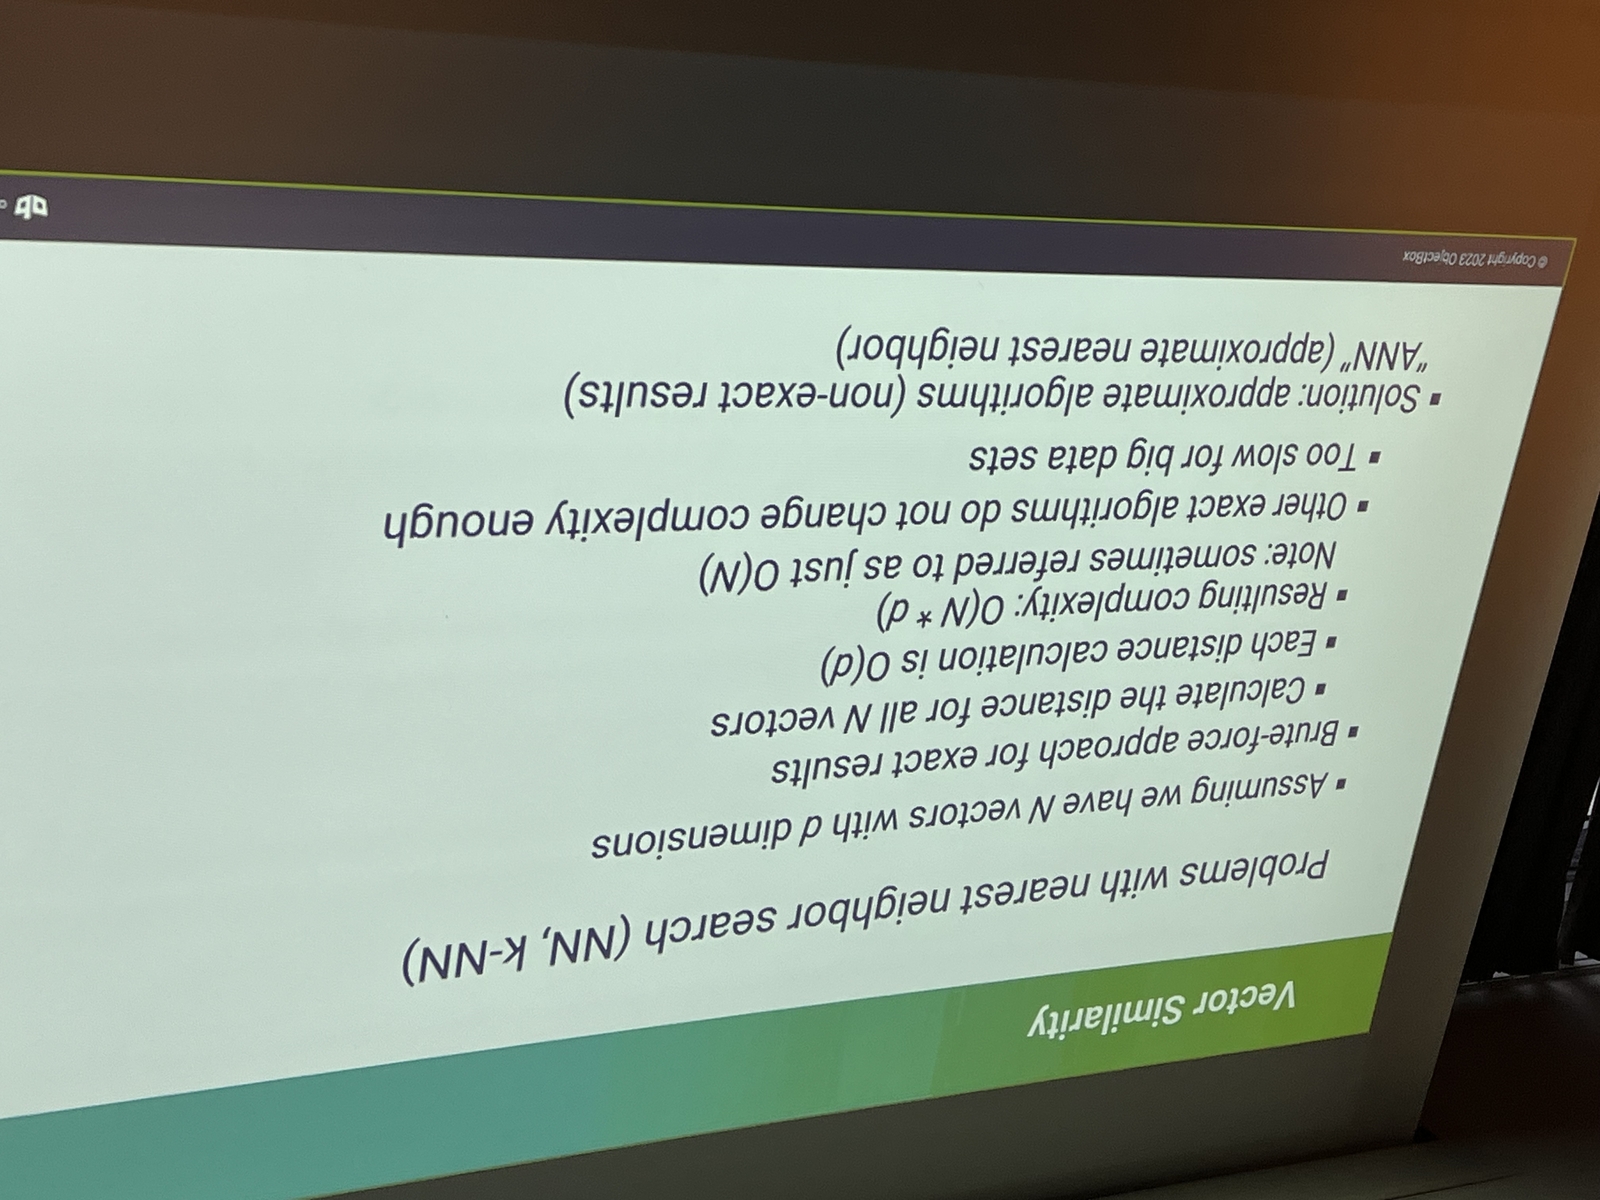 Vector Similarity
Problems with nearest neighbor search (NN, k-NN)
▪ Assuming we have N vectors with d dimensions
▪ Brute-force approach for exact results
▪ Calculate the distance for all N vectors
▪ Each distance calculation is O(d)
▪ Resulting complexity: O(N * d)
Note: sometimes referred to as just O(N)
▪ Other exact algorithms do not change complexity enough
▪ Too slow for big data sets
▪ Solution: approximate algorithms (non-exact results)
“ANN” (approximate nearest neighbor)
© Copyright 2023 ObjectBox
ob